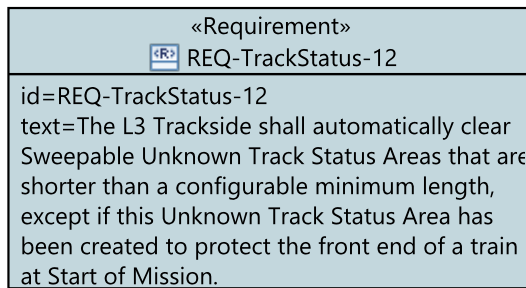 «Requirement»
«R» REQ-TrackStatus-12
id=REQ-TrackStatus-12
text=The L3 Trackside shall automatically clear
Sweepable Unknown Track Status Areas that are
shorter than a configurable minimum length,
except if this Unknown Track Status Area has
been created to protect the front end of a train
at Start of Mission.